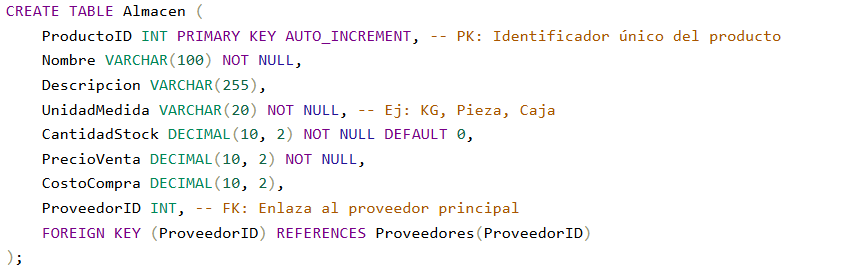 CREATE TABLE Almacen (
    ProductoID INT PRIMARY KEY AUTO_INCREMENT, -- PK: Identificador único del producto
    Nombre VARCHAR(100) NOT NULL,
    Descripcion VARCHAR(255),
    UnidadMedida VARCHAR(20) NOT NULL, -- Ej: KG, Pieza, Caja
    CantidadStock DECIMAL(10, 2) NOT NULL DEFAULT 0,
    PrecioVenta DECIMAL(10, 2) NOT NULL,
    CostoCompra DECIMAL(10, 2),
    ProveedorID INT, -- FK: Enlaza al proveedor principal
    FOREIGN KEY (ProveedorID) REFERENCES Proveedores(ProveedorID)
);